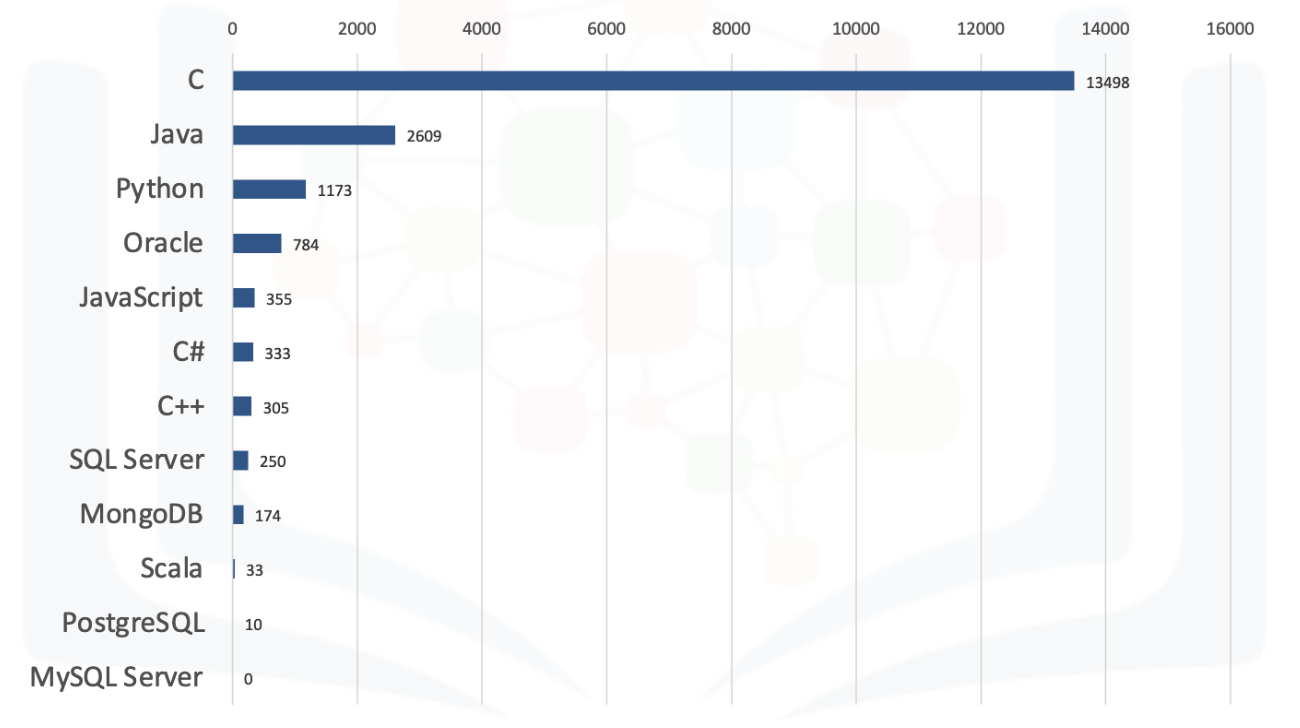 0 2000 4000 6000 8000 10000 12000 14000 16000
C 13498
Java 2609
Python 1173
Oracle 784
JavaScript 355
C# 333
C++ 305
SQL Server 250
MongoDB 174
Scala 33
PostgreSQL 10
MySQL Server 0